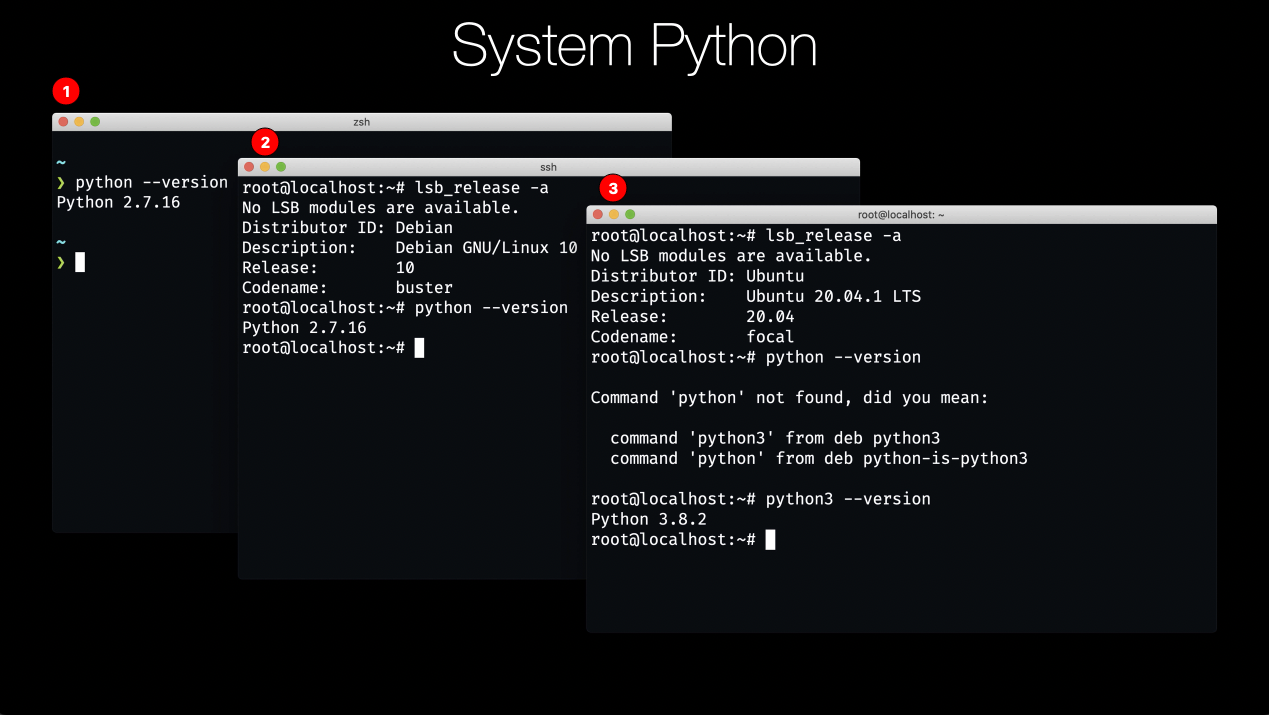 System Python
1
zsh
~
❯ python --version
Python 2.7.16
~
❯
2
ssh
root@localhost:~# lsb_release -a
No LSB modules are available.
Distributor ID: Debian
Description:    Debian GNU/Linux 10
Release:        10
Codename:       buster
root@localhost:~# python --version
Python 2.7.16
root@localhost:~#
3
root@localhost: ~
root@localhost:~# lsb_release -a
No LSB modules are available.
Distributor ID: Ubuntu
Description:    Ubuntu 20.04.1 LTS
Release:        20.04
Codename:       focal
root@localhost:~# python --version
Command 'python' not found, did you mean:
  command 'python3' from deb python3
  command 'python' from deb python-is-python3
root@localhost:~# python3 --version
Python 3.8.2
root@localhost:~#